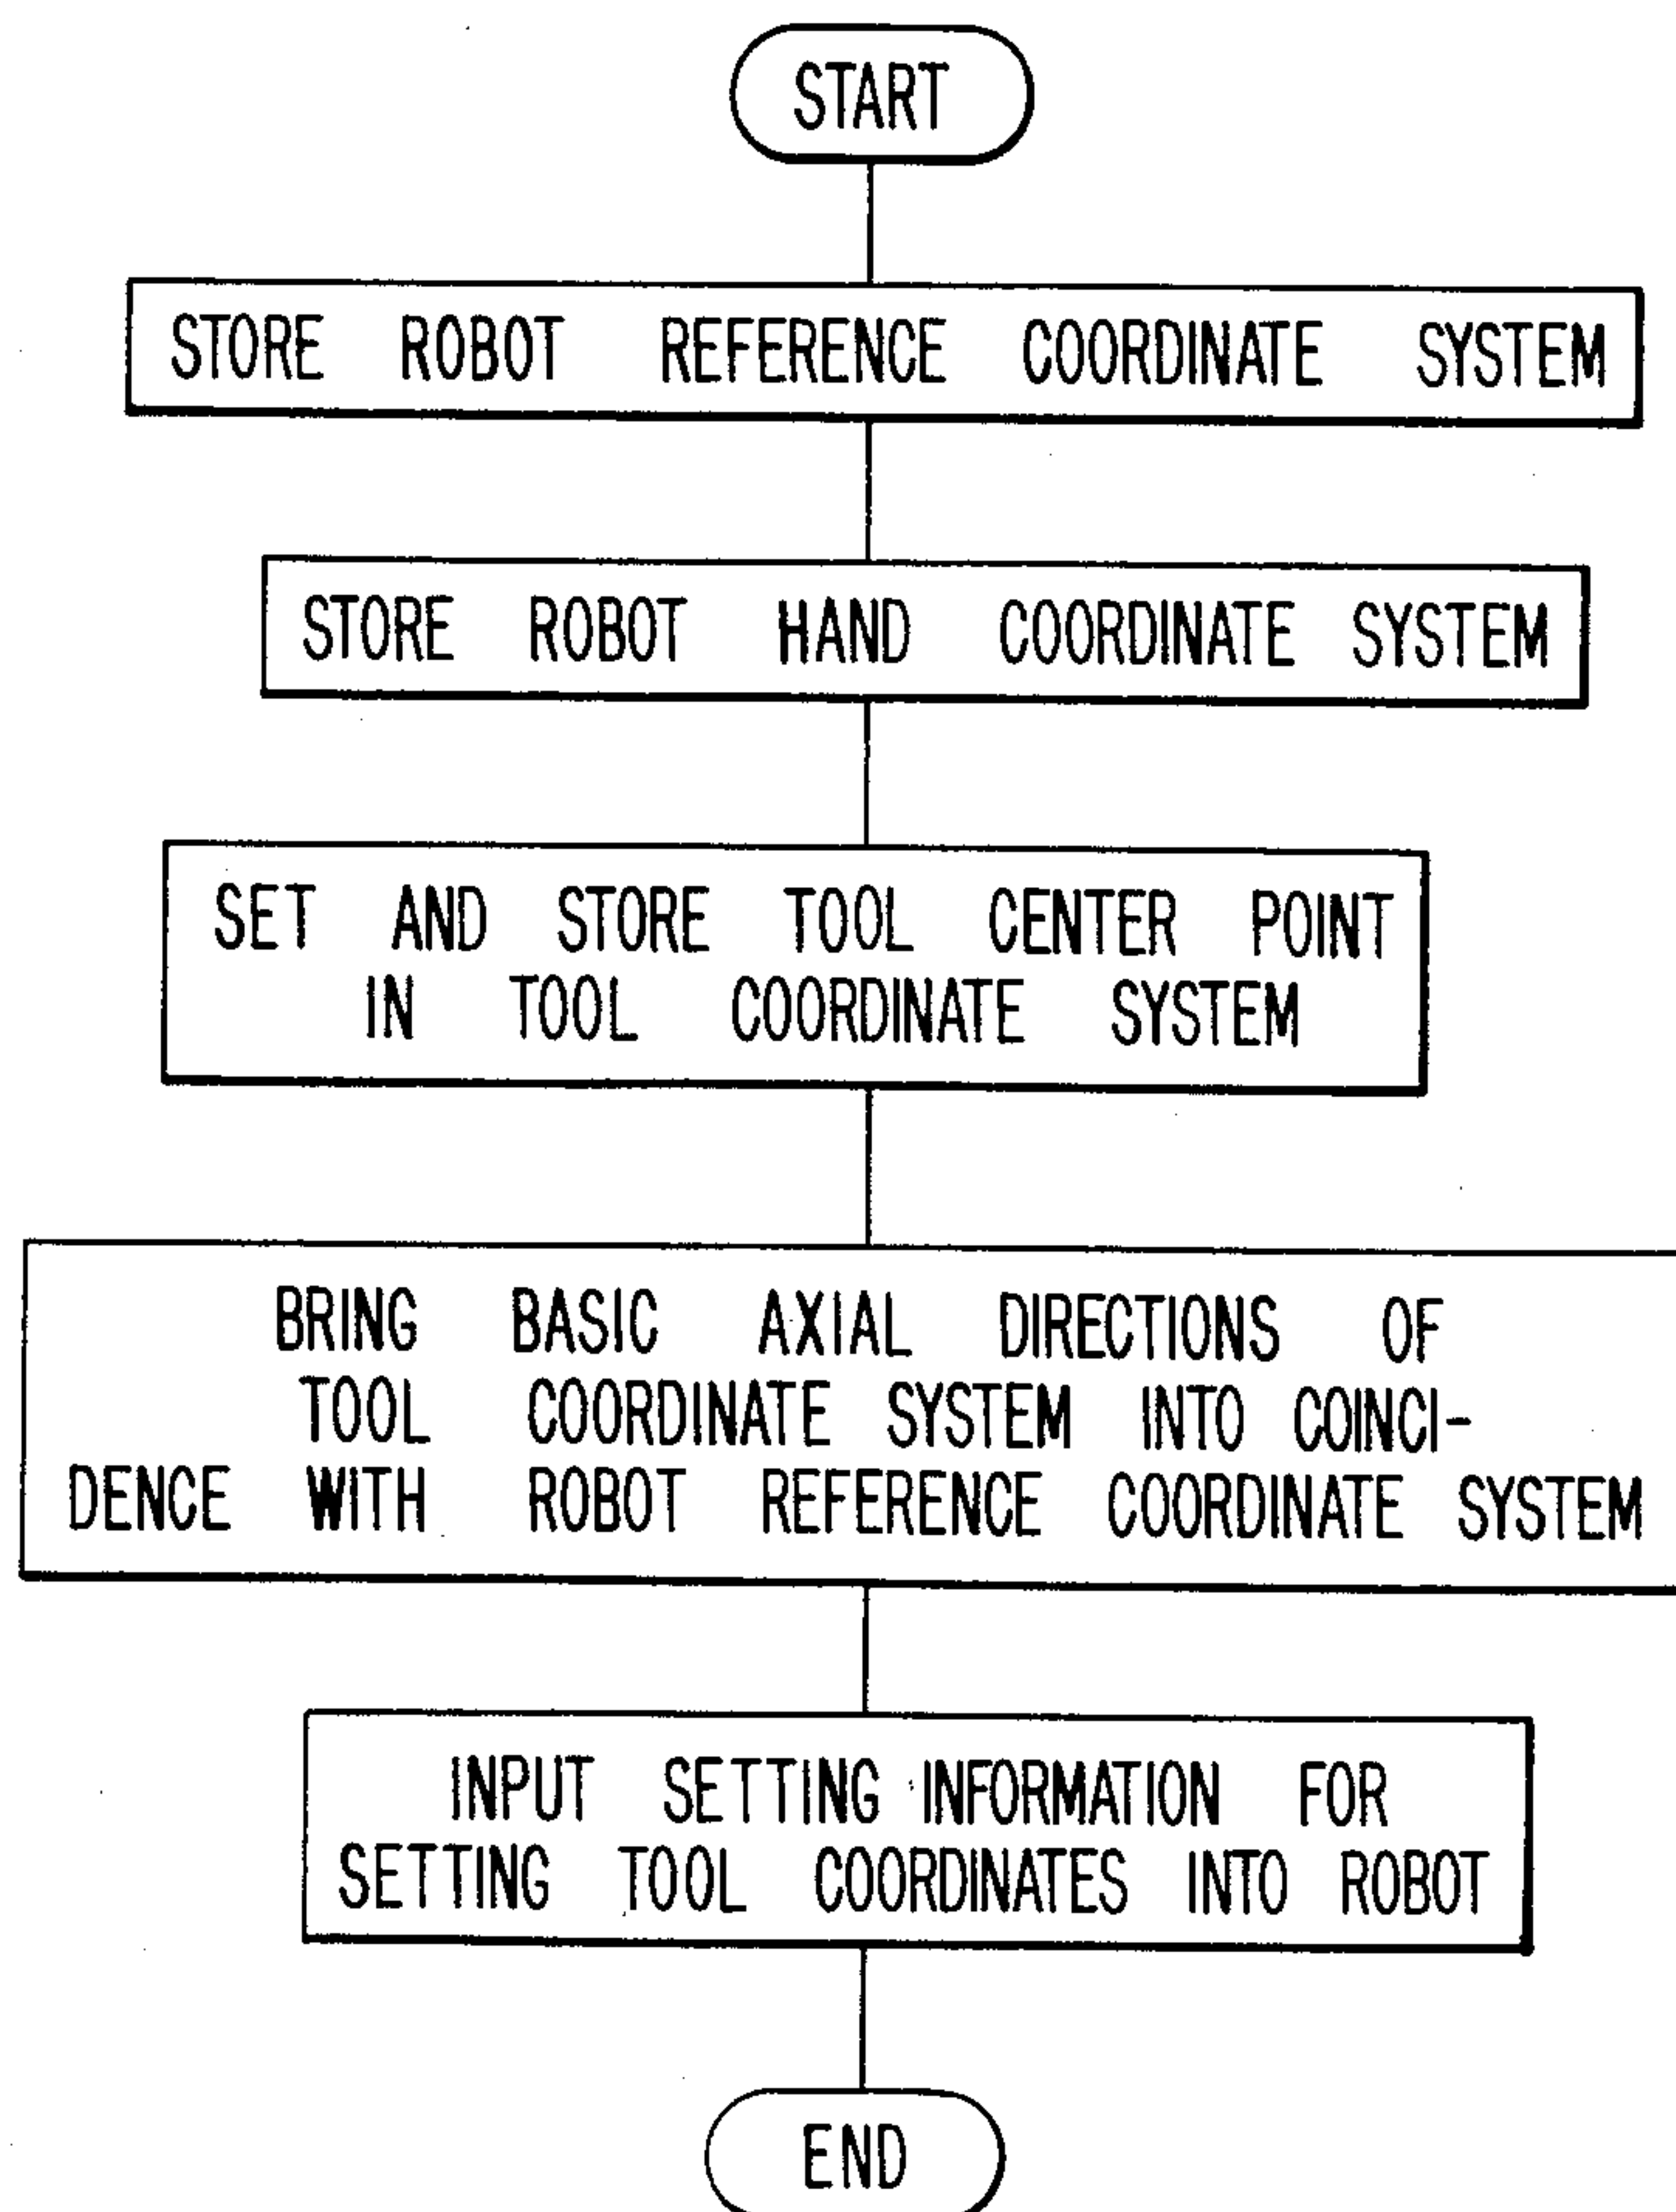 START
STORE ROBOT REFERENCE COORDINATE SYSTEM
STORE ROBOT HAND COORDINATE SYSTEM
SET AND STORE TOOL CENTER POINT
IN TOOL COORDINATE SYSTEM
BRING BASIC AXIAL DIRECTIONS OF
TOOL COORDINATE SYSTEM INTO COINCI-
DENCE WITH ROBOT REFERENCE COORDINATE SYSTEM
INPUT SETTING INFORMATION FOR
SETTING TOOL COORDINATES INTO ROBOT
END